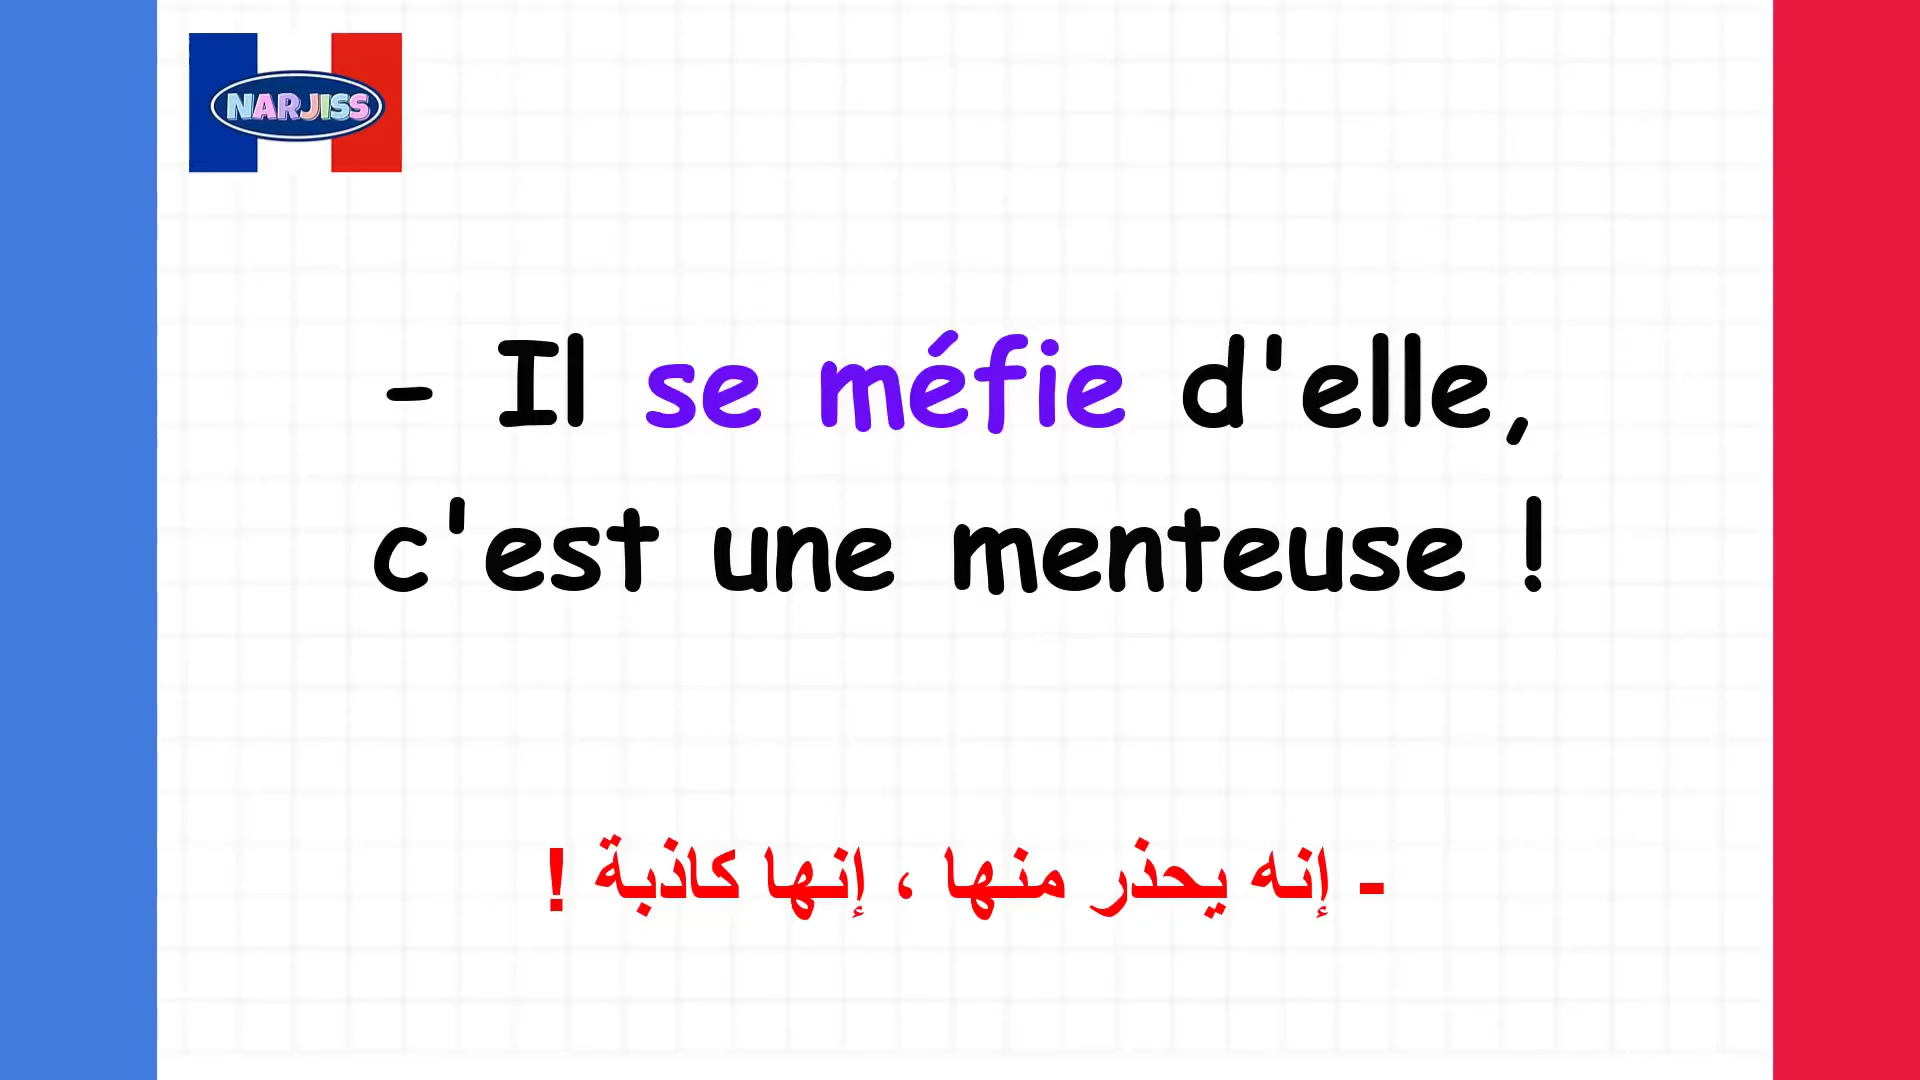 NARJISS
- Il se méfie d'elle,
c'est une menteuse !
- إنه يحذر منها ، إنها كاذبة !